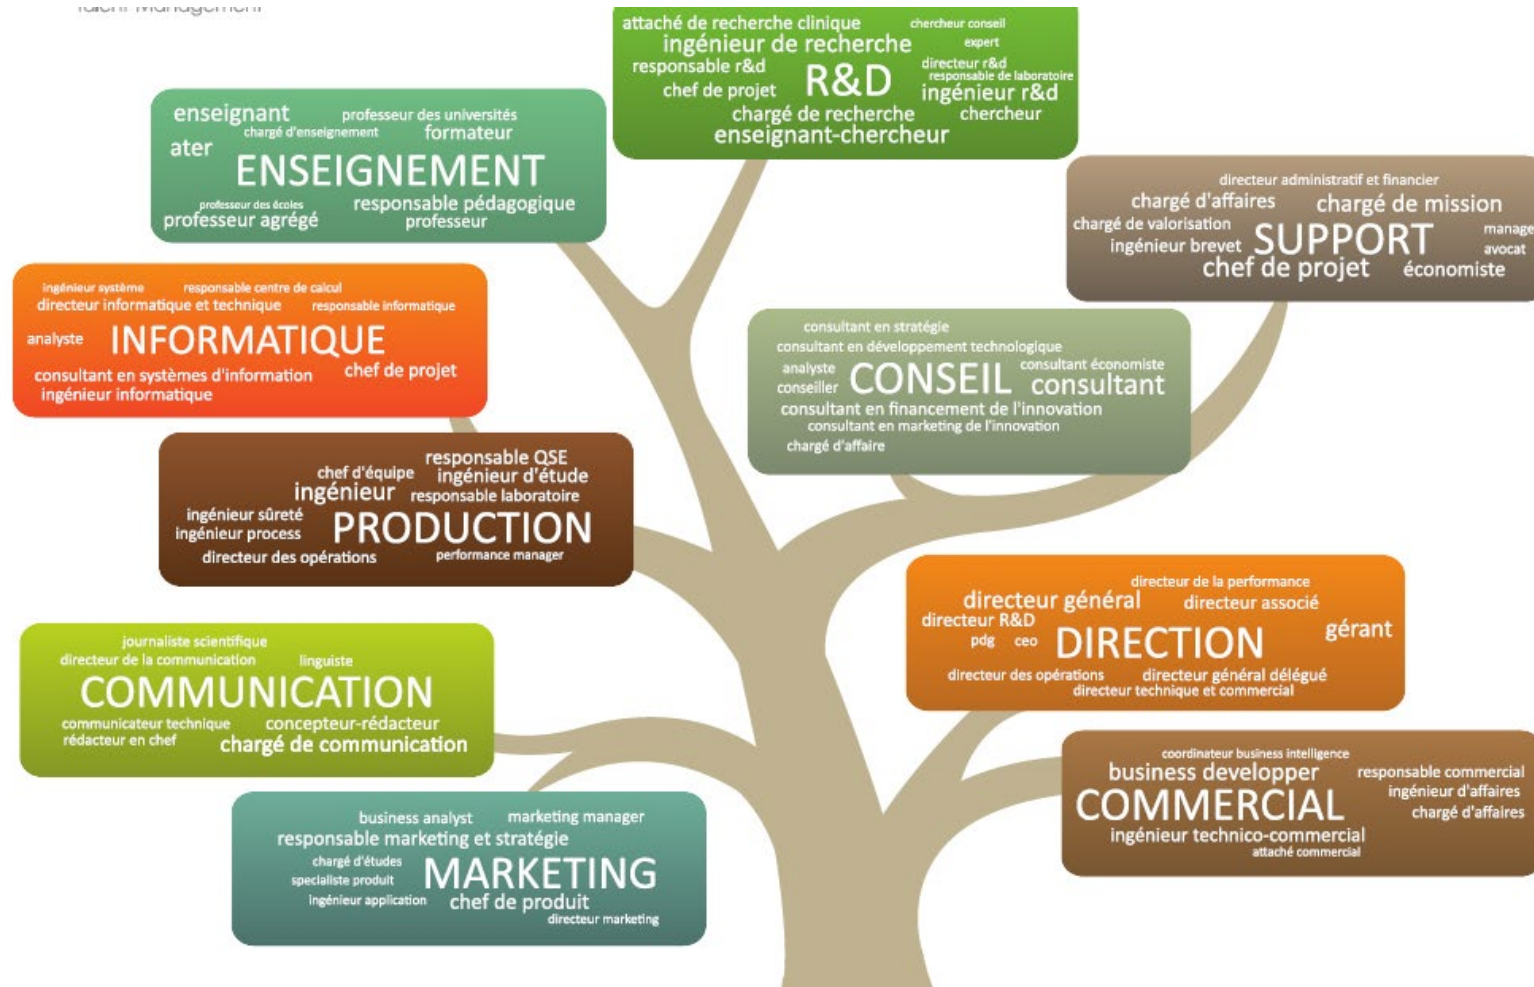 Talent Management
attaché de recherche clinique chercheur conseil
ingénieur de recherche expert
responsable r&d directeur r&d
responsable de laboratoire
chef de projet R&D ingénieur r&d
chargé de recherche chercheur
enseignant-chercheur
enseignant professeur des universités
chargé d'enseignement formateur
ater
ENSEIGNEMENT
professeur des écoles responsable pédagogique
professeur agrégé professeur
directeur administratif et financier
chargé d'affaires chargé de mission
chargé de valorisation manage
ingénieur brevet SUPPORT avocat
chef de projet économiste
ingénieur système responsable centre de calcul
directeur informatique et technique responsable informatique
analyste INFORMATIQUE
consultant en systèmes d'information chef de projet
ingénieur informatique
consultant en stratégie
consultant en développement technologique
analyste consultant économiste
conseiller CONSEIL consultant
consultant en financement de l'innovation
consultant en marketing de l'innovation
chargé d'affaire
responsable QSE
chef d'équipe ingénieur d'étude
ingénieur responsable laboratoire
ingénieur sûreté
ingénieur process PRODUCTION
directeur des opérations performance manager
directeur de la performance
directeur général directeur associé
directeur R&D gérant
pdg ceo DIRECTION
directeur des opérations directeur général délégué
directeur technique et commercial
journaliste scientifique
directeur de la communication linguiste
COMMUNICATION
communicateur technique concepteur-rédacteur
rédacteur en chef chargé de communication
coordinateur business intelligence
business developper responsable commercial
ingénieur d'affaires
COMMERCIAL chargé d'affaires
ingénieur technico-commercial
attaché commercial
business analyst marketing manager
responsable marketing et stratégie
chargé d'études
specialiste produit MARKETING
ingénieur application chef de produit
directeur marketing